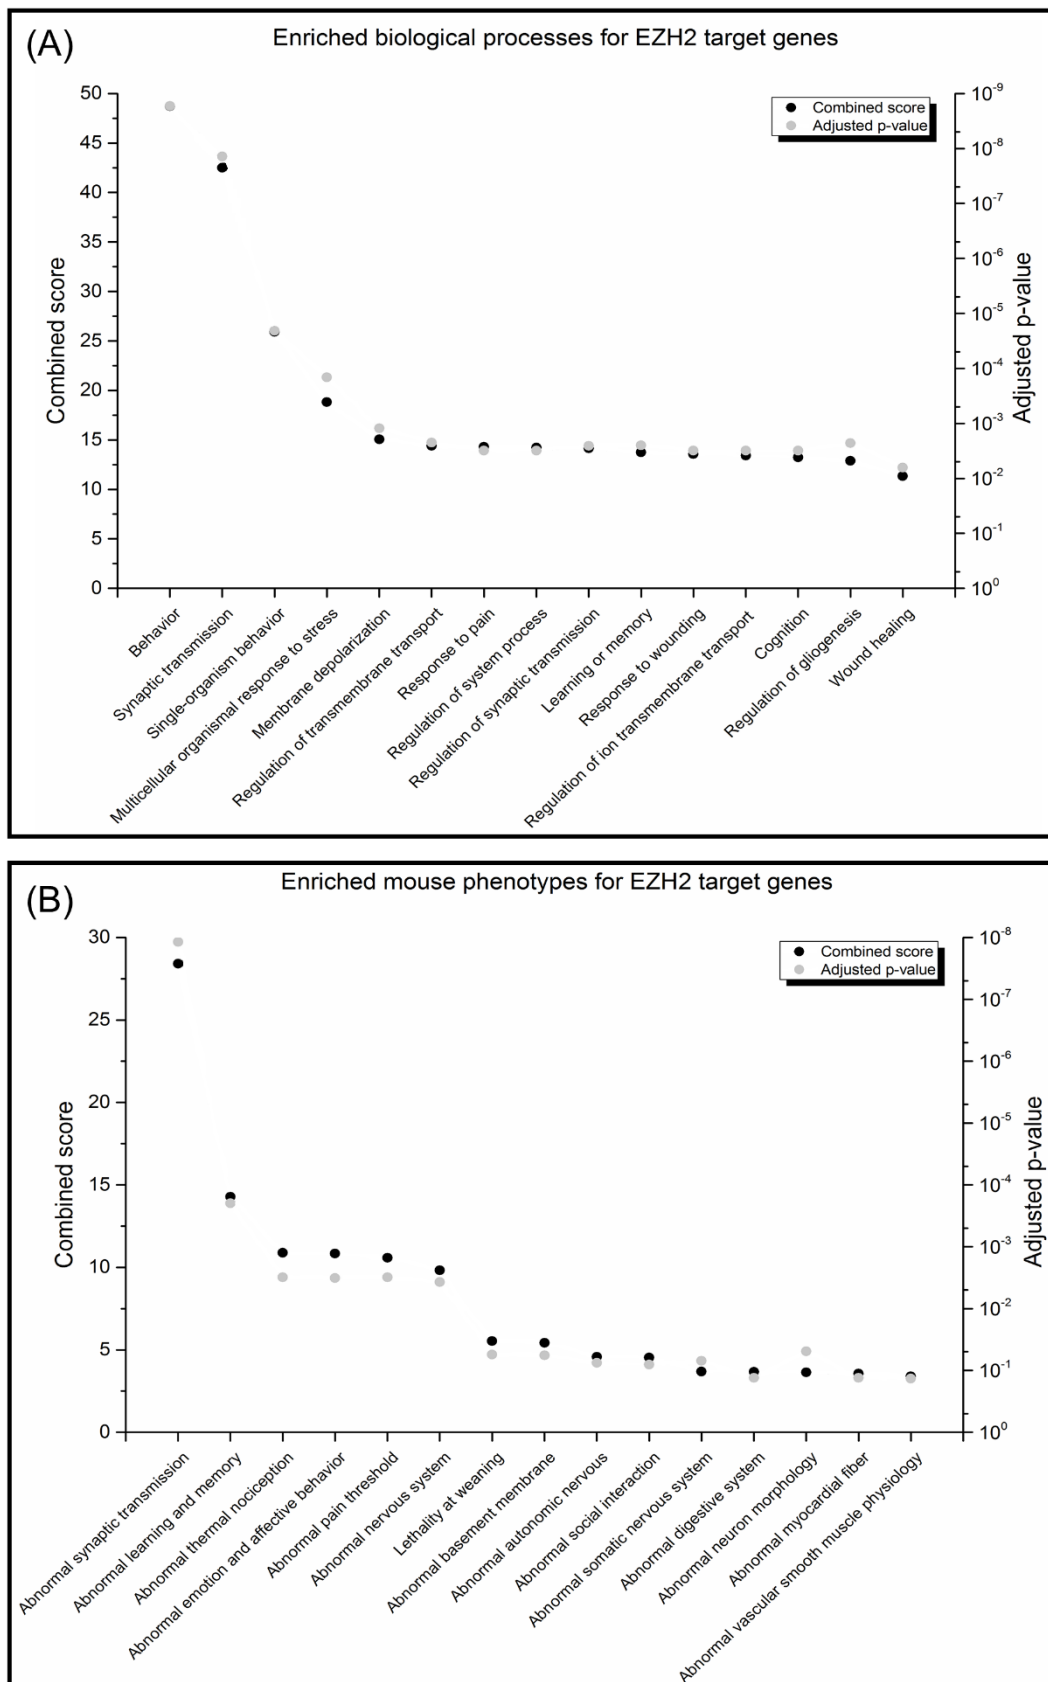 (A)
Enriched biological processes for EZH2 target genes
Combined score
Adjusted p-value
50
45
40
35
30
25
20
15
10
5
0
Combined score
10^-9
10^-8
10^-7
10^-6
10^-5
10^-4
10^-3
10^-2
10^-1
10^0
Adjusted p-value
Behavior
Synaptic transmission
Single-organism behavior
Multicellular organismal response to stress
Membrane depolarization
Regulation of transmembrane transport
Response to pain
Regulation of system process
Regulation of synaptic transmission
Learning or memory
Response to wounding
Regulation of ion transmembrane transport
Cognition
Regulation of gliogenesis
Wound healing
(B)
Enriched mouse phenotypes for EZH2 target genes
Combined score
Adjusted p-value
30
25
20
15
10
5
0
Combined score
10^-8
10^-7
10^-6
10^-5
10^-4
10^-3
10^-2
10^-1
10^0
Adjusted p-value
Abnormal synaptic transmission
Abnormal learning and memory
Abnormal thermal nociception
Abnormal emotion and affective behavior
Abnormal pain threshold
Abnormal nervous system
Lethality at weaning
Abnormal basement membrane
Abnormal autonomic nervous
Abnormal social interaction
Abnormal somatic nervous system
Abnormal digestive system
Abnormal neuron morphology
Abnormal myocardial fiber
Abnormal vascular smooth muscle physiology